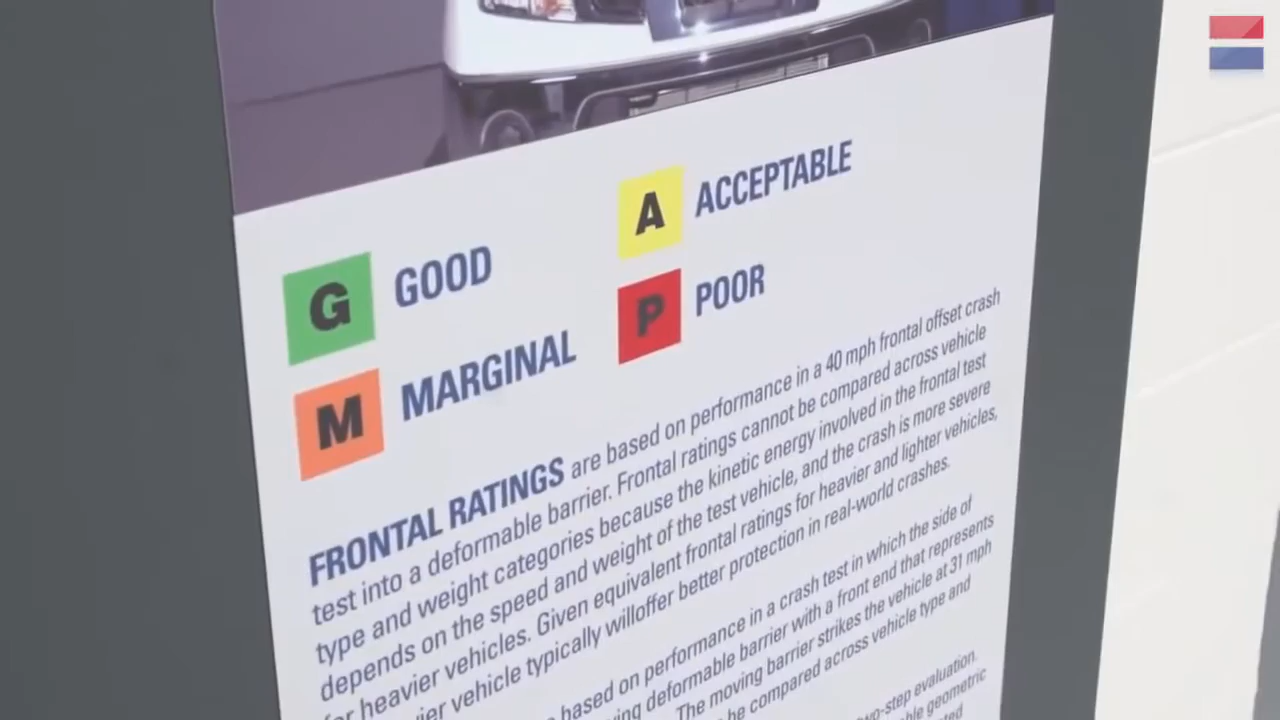 G GOOD
A ACCEPTABLE
M MARGINAL
P POOR
FRONTAL RATINGS are based on performance in a 40 mph frontal offset crash
test into a deformable barrier. Frontal ratings cannot be compared across vehicle
type and weight categories because the kinetic energy involved in the frontal test
depends on the speed and weight of the test vehicle, and the crash is more severe
for heavier vehicles. Given equivalent frontal ratings for heavier and lighter vehicles,
vehicle typically willoffer better protection in real-world crashes.
based on performance in a crash test in which the side of
deformable barrier with a front end that represents
The moving barrier strikes the vehicle at 31 mph
be compared across vehicle type and
two-step evaluation.
geometric